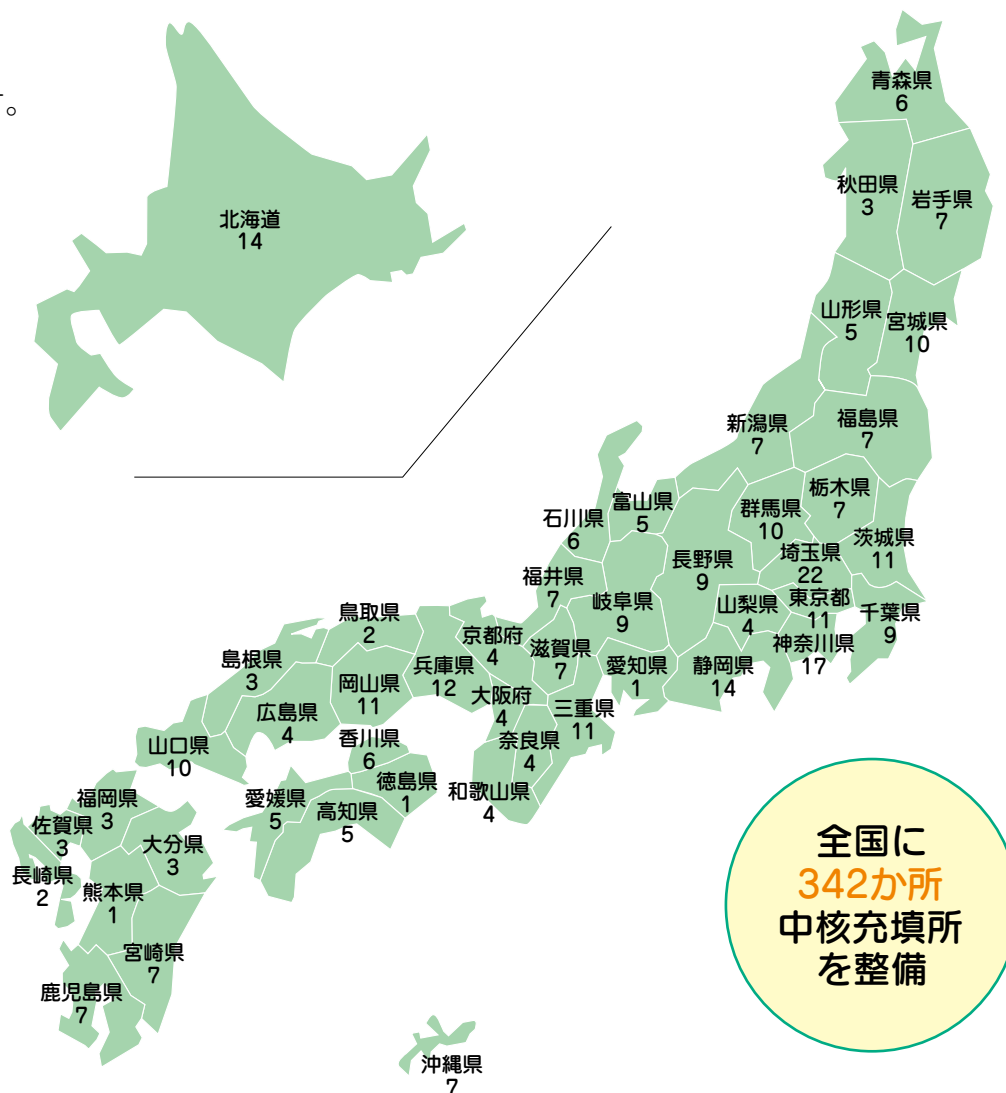 す。
北海道
14
青森県
6
秋田県
3
岩手県
7
山形県
5
宮城県
10
新潟県
7
福島県
7
栃木県
7
群馬県
10
茨城県
11
埼玉県
22
東京都
11
千葉県
9
神奈川県
17
富山県
5
石川県
6
福井県
7
長野県
9
岐阜県
9
山梨県
4
静岡県
14
愛知県
1
三重県
11
滋賀県
7
京都府
4
大阪府
4
奈良県
4
和歌山県
4
兵庫県
12
鳥取県
2
島根県
3
岡山県
11
広島県
4
山口県
10
香川県
6
徳島県
1
愛媛県
5
高知県
5
福岡県
3
佐賀県
3
長崎県
2
大分県
3
熊本県
1
宮崎県
7
鹿児島県
7
沖縄県
7
全国に
342か所
中核充填所
を整備